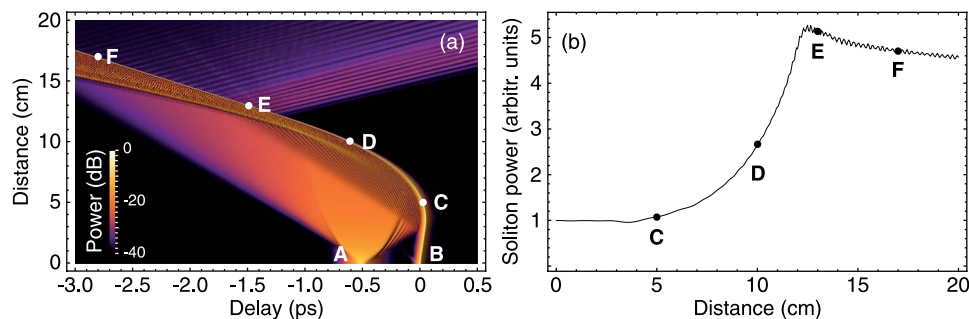 (a)
F
E
D
C
A
B
Power (dB)
0
-20
-40
Distance (cm)
20
15
10
5
0
-3.0 -2.5 -2.0 -1.5 -1.0 -0.5 0 0.5
Delay (ps)
(b)
E
F
D
C
Soliton power (arbitr. units)
5
4
3
2
1
0
0 5 10 15 20
Distance (cm)